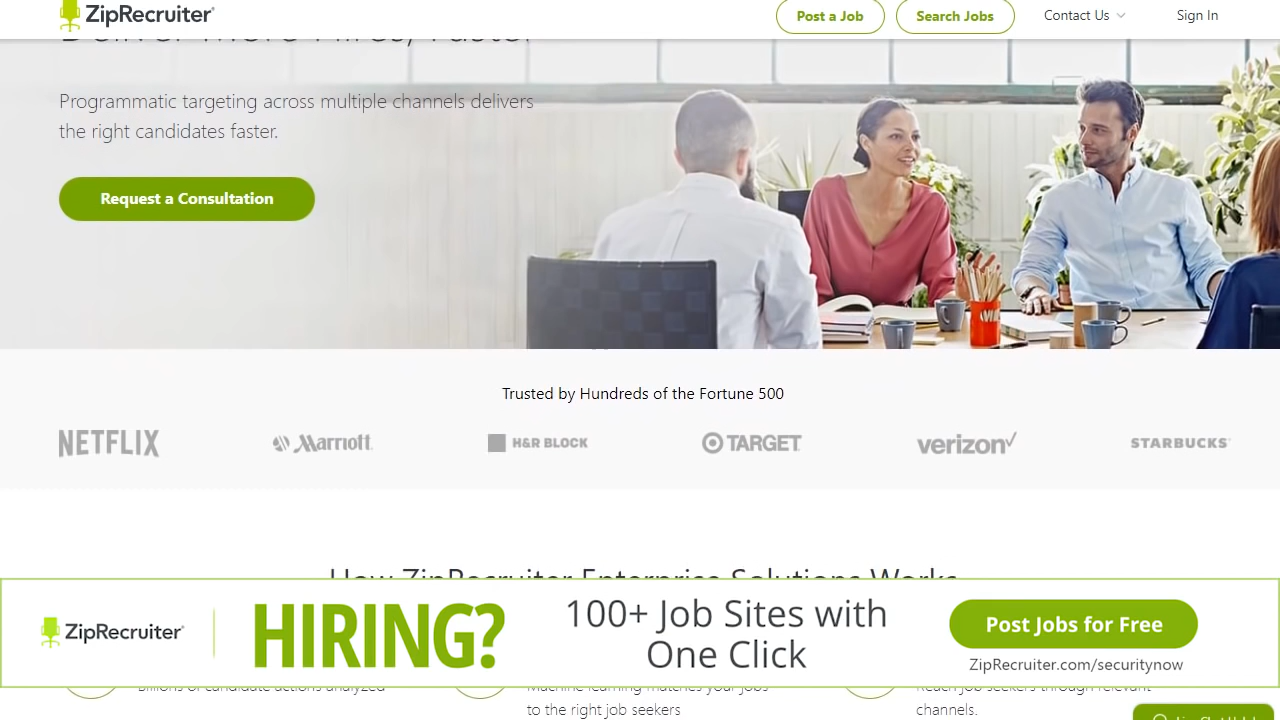 ZipRecruiter
Post a Job
Search Jobs
Contact Us
Sign In
Deliver More Hires, Faster
Programmatic targeting across multiple channels delivers
the right candidates faster.
Request a Consultation
Trusted by Hundreds of the Fortune 500
NETFLIX
Marriott
H&R BLOCK
TARGET
verizon
STARBUCKS
How ZipRecruiter Enterprise Solutions Works
ZipRecruiter
HIRING?
100+ Job Sites with
One Click
Post Jobs for Free
ZipRecruiter.com/securitynow
Billions of candidate actions analyzed
Machine learning matches your jobs
to the right job seekers
Reach job seekers through relevant
channels.